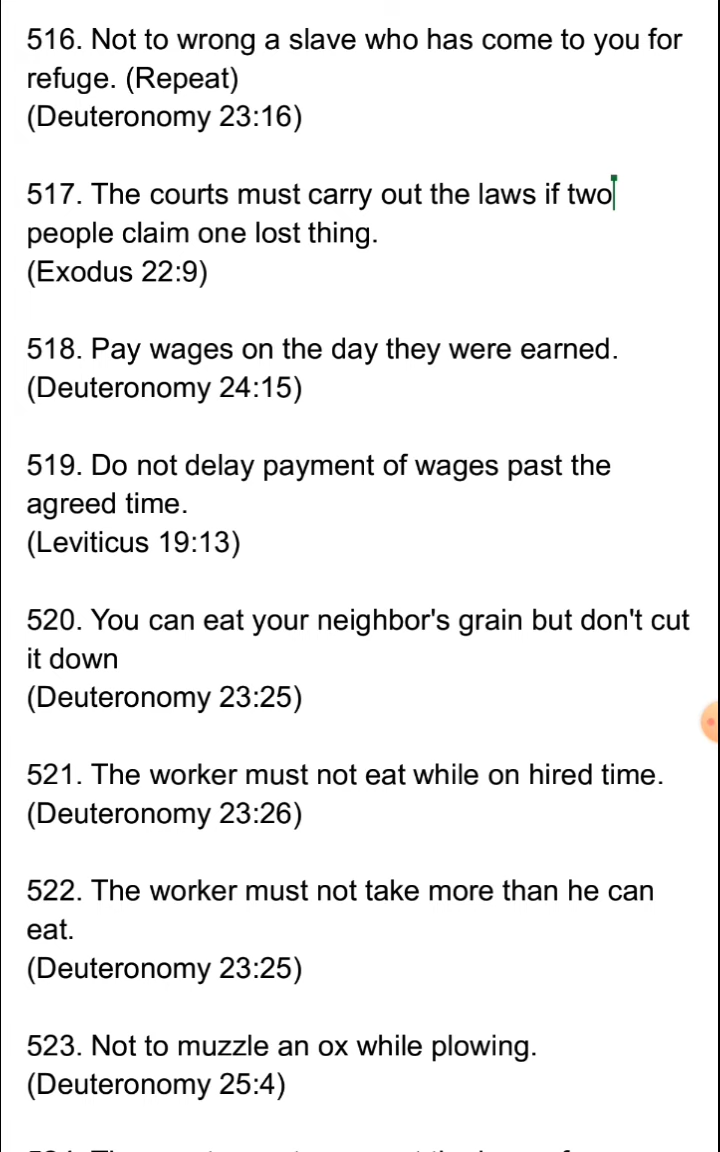 516. Not to wrong a slave who has come to you for
refuge. (Repeat)
(Deuteronomy 23:16)
517. The courts must carry out the laws if two
people claim one lost thing.
(Exodus 22:9)
518. Pay wages on the day they were earned.
(Deuteronomy 24:15)
519. Do not delay payment of wages past the
agreed time.
(Leviticus 19:13)
520. You can eat your neighbor's grain but don't cut
it down
(Deuteronomy 23:25)
521. The worker must not eat while on hired time.
(Deuteronomy 23:26)
522. The worker must not take more than he can
eat.
(Deuteronomy 23:25)
523. Not to muzzle an ox while plowing.
(Deuteronomy 25:4)